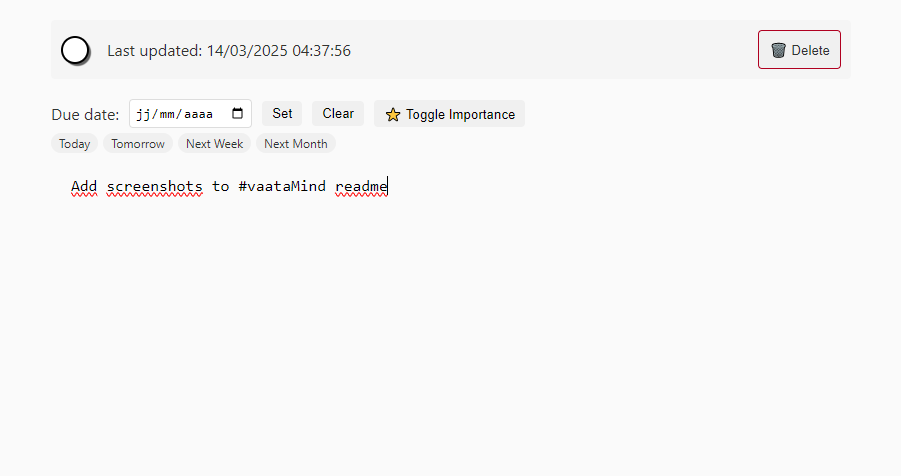 Last updated: 14/03/2025 04:37:56
Delete
Due date: jj/mm/aaaa Set Clear Toggle Importance
Today Tomorrow Next Week Next Month
Add screenshots to #vaataMind readme